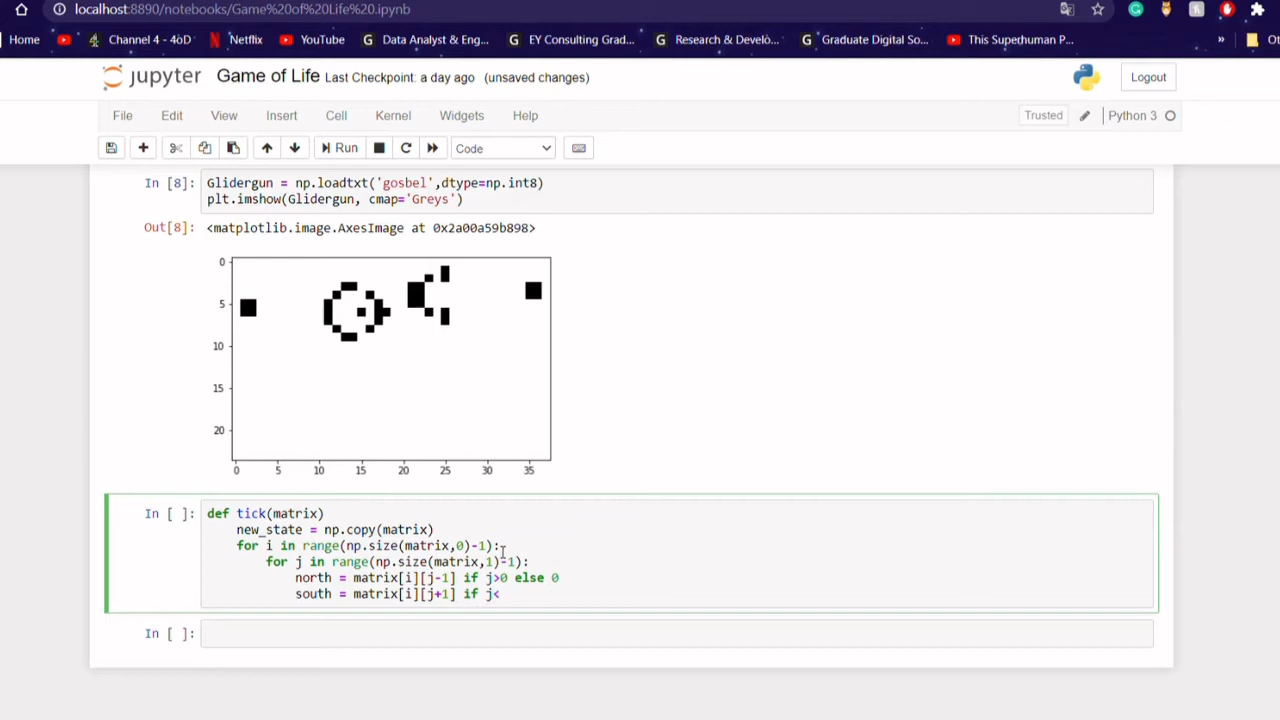 localhost:8890/notebooks/Game%20of%20Life%20.ipynb
Home Channel 4 - 4oD Netflix YouTube Data Analyst & Eng... EY Consulting Grad... Research & Develo... Graduate Digital So... This Superhuman P... » Ot
jupyter Game of Life Last Checkpoint: a day ago (unsaved changes) Logout
File Edit View Insert Cell Kernel Widgets Help Trusted Python 3
Run Code
In [8]: Glidergun = np.loadtxt('gosbel',dtype=np.int8)
plt.imshow(Glidergun, cmap='Greys')
Out[8]: <matplotlib.image.AxesImage at 0x2a00a59b898>
0
5
10
15
20
0 5 10 15 20 25 30 35
In [ ]: def tick(matrix)
new_state = np.copy(matrix)
for i in range(np.size(matrix,0)-1):
for j in range(np.size(matrix,1)-1):
north = matrix[i][j-1] if j>0 else 0
south = matrix[i][j+1] if j<
In [ ]: